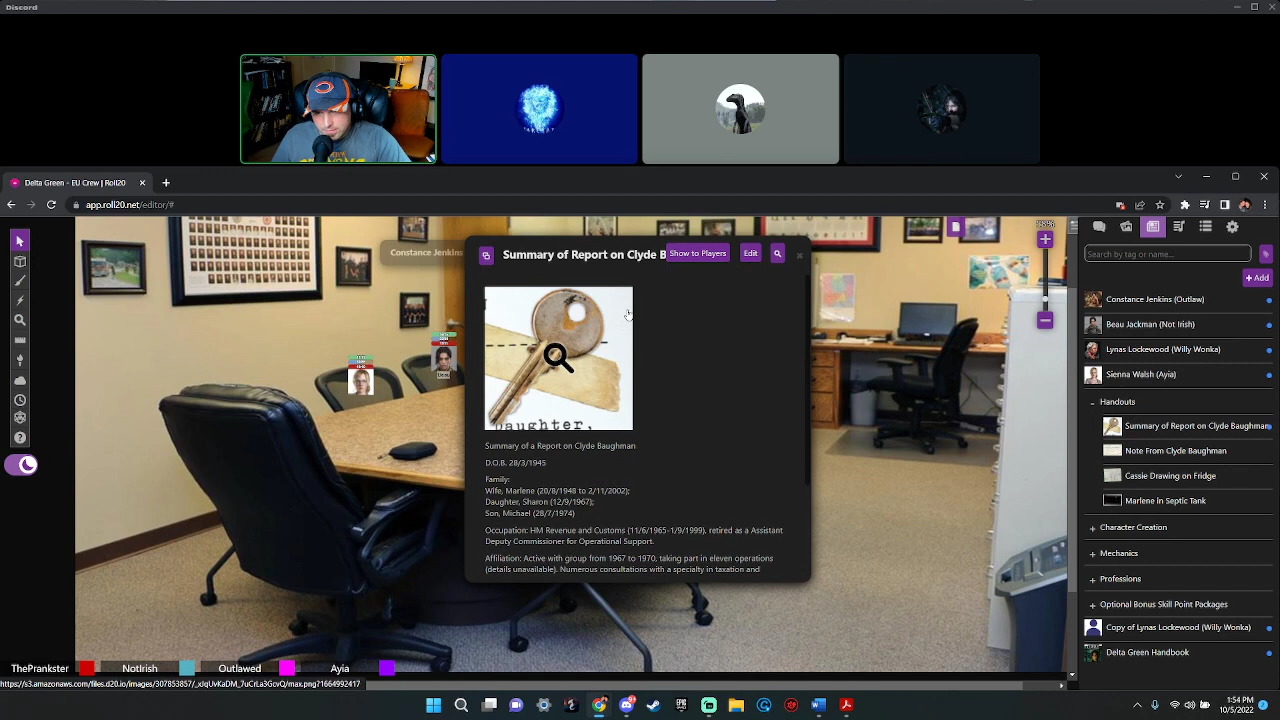 Discord
Delta Green - EU Crew | Roll20
app.roll20.net/editor/#
Constance Jenkins
Summary of Report on Clyde B
Show to Players
Edit
aughter,
Summary of a Report on Clyde Baughman
D.O.B. 28/3/1945
Family:
Wife, Marlene (20/8/1948 to 2/11/2002);
Daughter, Sharon (12/9/1967);
Son, Michael (28/7/1974)
Occupation: HM Revenue and Customs (11/6/1965-1/9/1999), retired as a Assistant
Deputy Commissioner for Operational Support.
Affiliation: Active with group from 1967 to 1970, taking part in eleven operations
(details unavailable). Numerous consultations with a specialty in taxation and
Search by tag or name...
+Add
Constance Jenkins (Outlaw)
Beau Jackman (Not Irish)
Lynas Lodgewood (Willy Wonka)
Sienna Welsh (Ayia)
Handouts
Summary of Report on Clyde Baughma
Note From Clyde Baughman
Cassie Drawing on Fridge
Marlene in Septic Tank
Character Creation
Mechanics
Professions
Optional Bonus Skill Point Packages
Copy of Lynas Lodgewood (Willy Wonka)
Delta Green Handbook
ThePrankster
NotIrish
Outlawed
Ayia
1:54 PM
10/5/2022